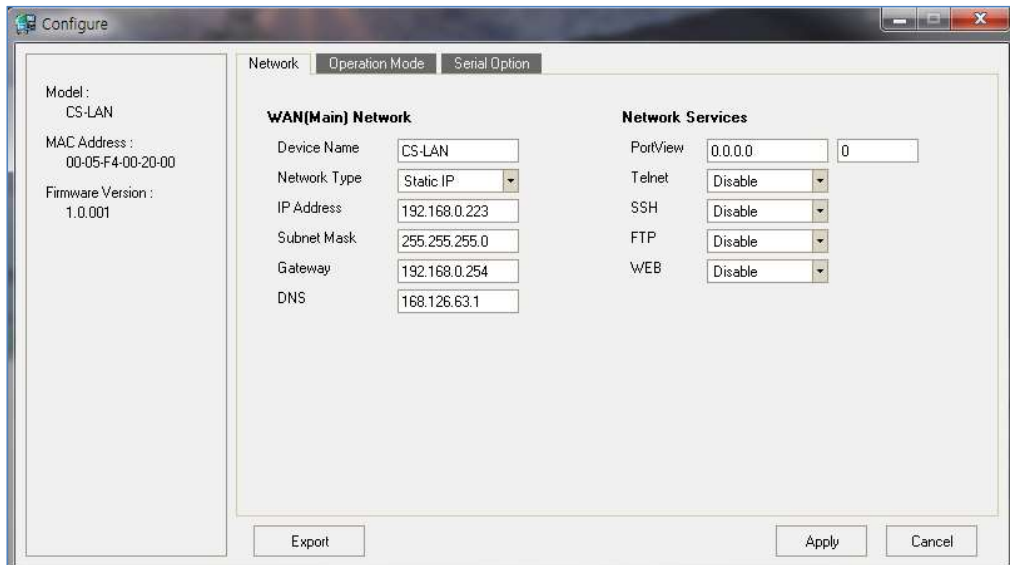 Configure
Model :
CS-LAN
MAC Address :
00-05-F4-00-20-00
Firmware Version :
1.0.001
Network Operation Mode Serial Option
WAN(Main) Network
Device Name CS-LAN
Network Type Static IP
IP Address 192.168.0.223
Subnet Mask 255.255.255.0
Gateway 192.168.0.254
DNS 168.126.63.1
Network Services
PortView 0.0.0.0 0
Telnet Disable
SSH Disable
FTP Disable
WEB Disable
Export Apply Cancel